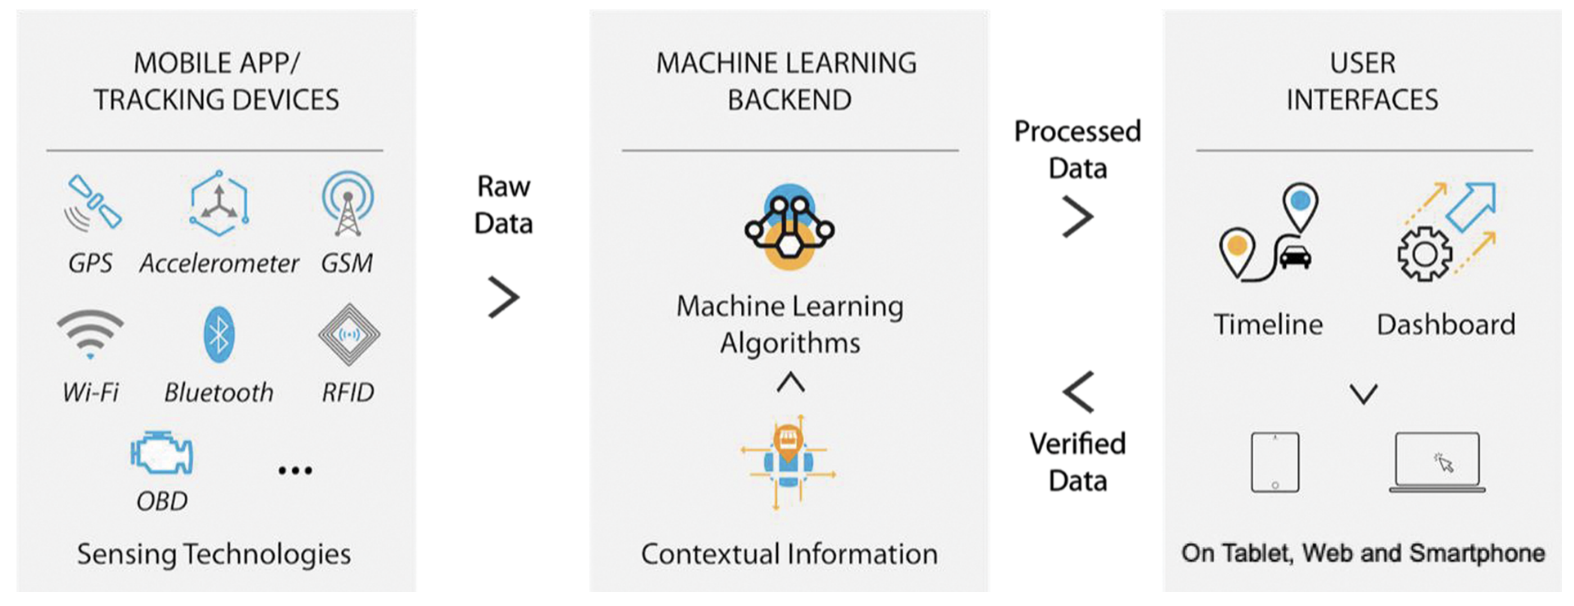 MOBILE APP/
TRACKING DEVICES
GPS
Accelerometer
GSM
Wi-Fi
Bluetooth
RFID
OBD
...
Sensing Technologies
Raw
Data
MACHINE LEARNING
BACKEND
Machine Learning
Algorithms
Contextual Information
Processed
Data
Verified
Data
USER
INTERFACES
Timeline
Dashboard
On Tablet, Web and Smartphone